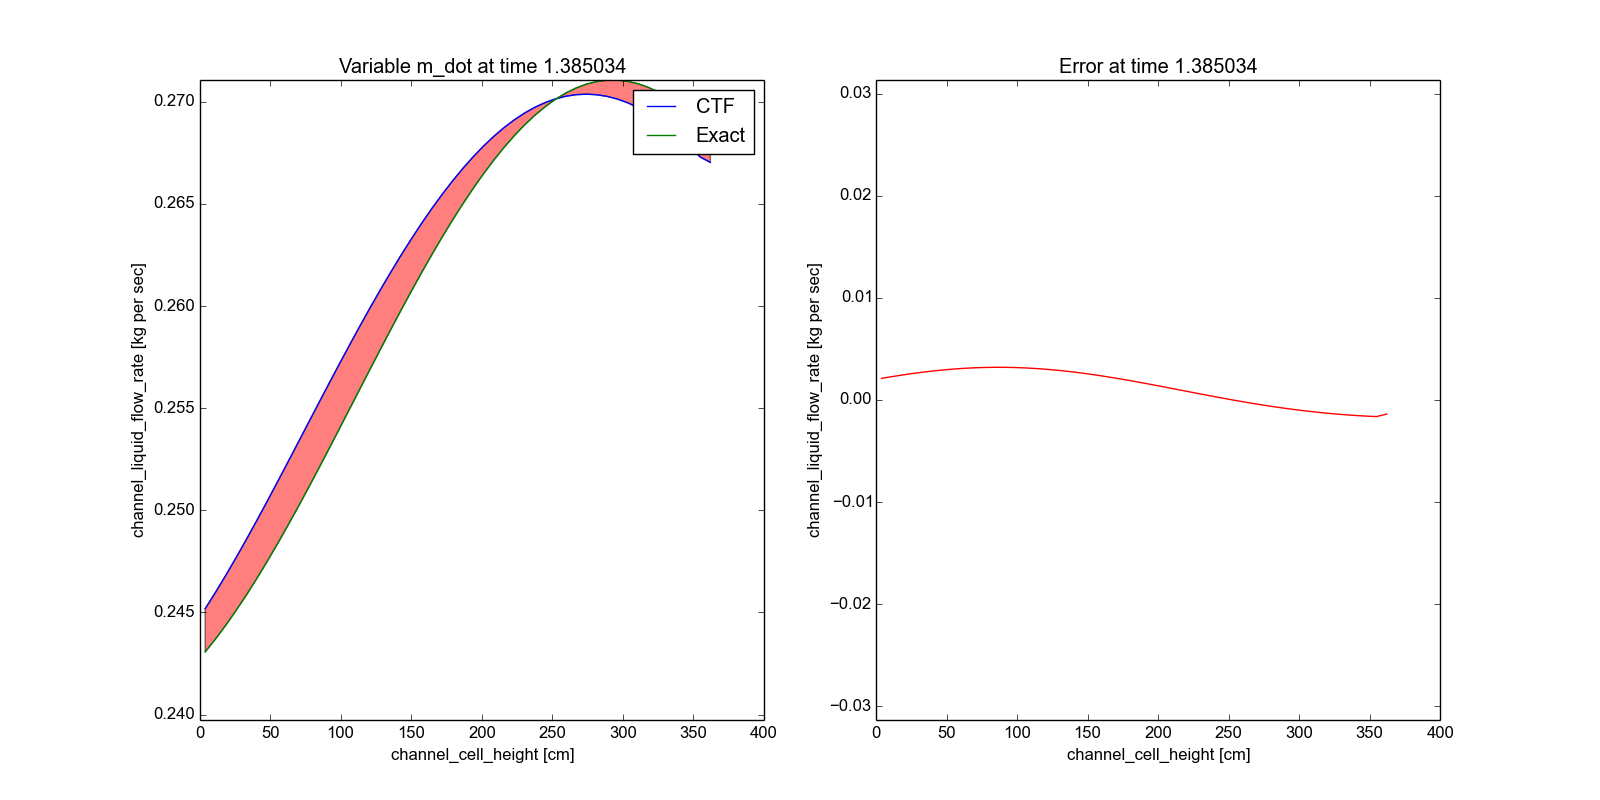 Variable m_dot at time 1.385034
0.270
0.265
0.260
0.255
0.250
0.245
0.240
channel_liquid_flow_rate [kg per sec]
CTF
Exact
0 50 100 150 200 250 300 350 400
channel_cell_height [cm]
Error at time 1.385034
0.03
0.02
0.01
0.00
−0.01
−0.02
−0.03
channel_liquid_flow_rate [kg per sec]
0 50 100 150 200 250 300 350 400
channel_cell_height [cm]